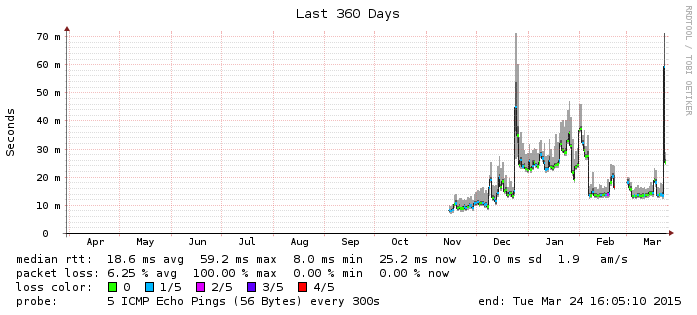 Last 360 Days
RRDTOOL / TOBI OETIKER
Seconds
70 m
60 m
50 m
40 m
30 m
20 m
10 m
0
Apr May Jun Jul Aug Sep Oct Nov Dec Jan Feb Mar
median rtt: 18.6 ms avg 59.2 ms max 8.0 ms min 25.2 ms now 10.0 ms sd 1.9 am/s
packet loss: 6.25 % avg 100.00 % max 0.00 % min 0.00 % now
loss color: 0 1/5 2/5 3/5 4/5
probe: 5 ICMP Echo Pings (56 Bytes) every 300s end: Tue Mar 24 16:05:10 2015